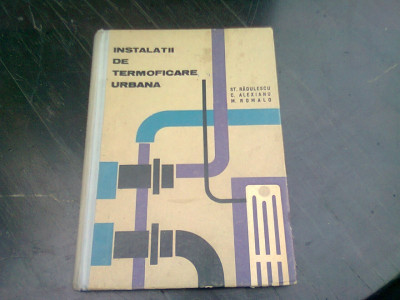 INSTALATII
DE
TERMOFICARE
URBANA
ST. RĂDULESCU
C. ALEXIANU
M. ROMALO